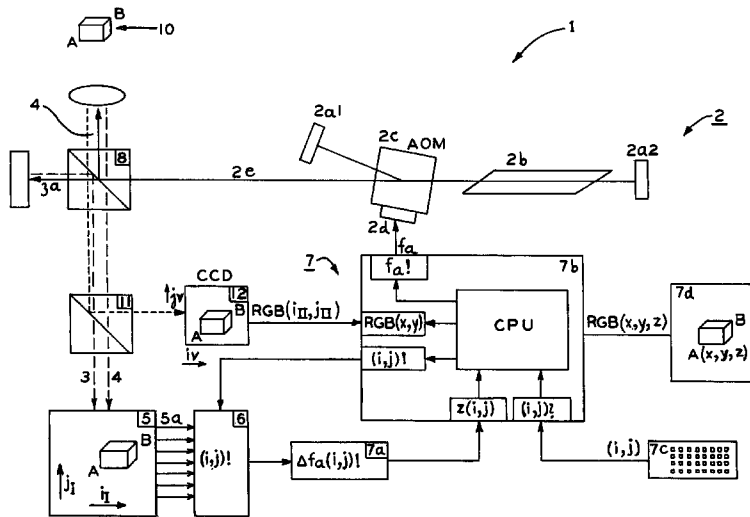 B
A
10
1
4
2a1
2c
AOM
2
2a2
2b
8
3a
2e
2d
fa
7
fa!
7b
CCD
11
jv
12
B
A
RGB(iII,jII)
RGB(x,y)
CPU
RGB(x,y,z)
7d
B
A(x,y,z)
iv
(i,j)!
3
4
z(i,j)
(i,j)?
5
5a
6
B
A
jI
iI
(i,j)!
Δfa(i,j)!
7a
(i,j)
7c